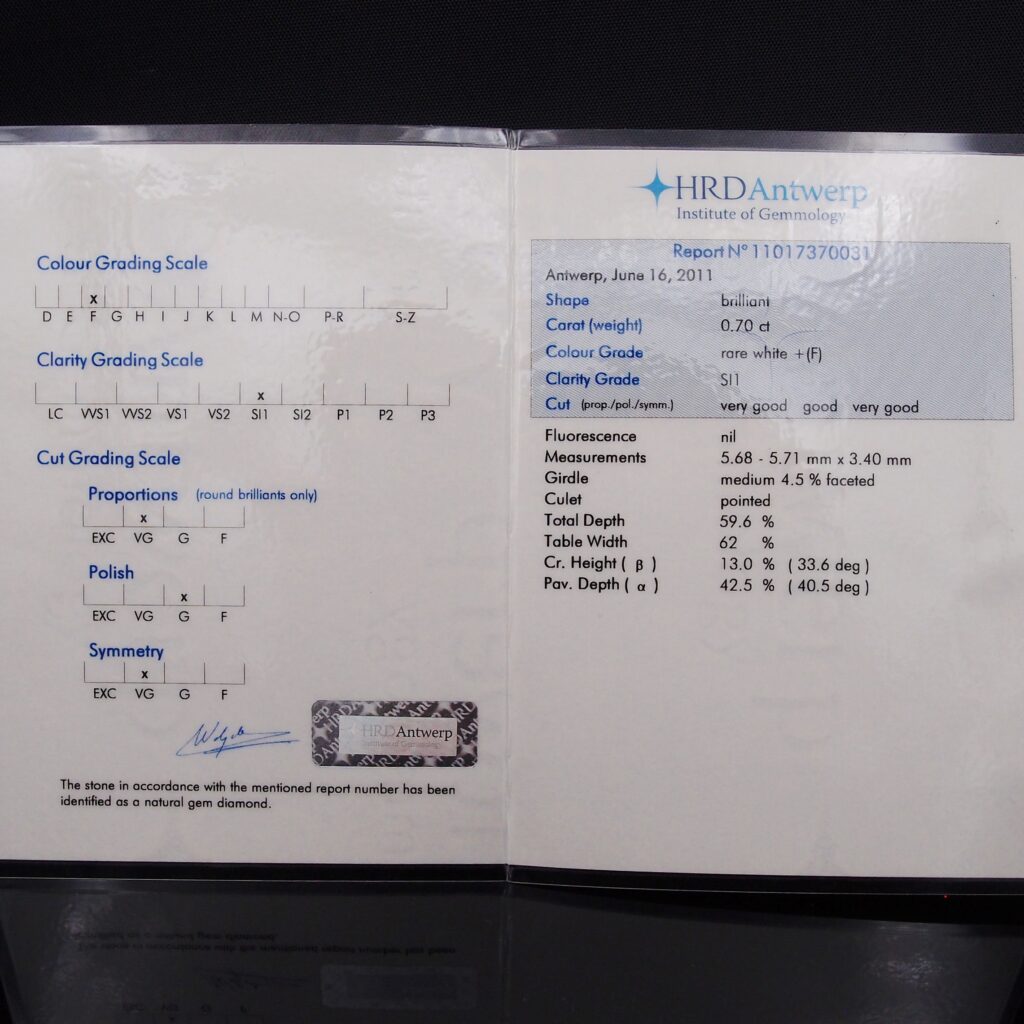 Colour Grading Scale
x
D E F G H I J K L M N-O P-R S-Z
Clarity Grading Scale
x
LC VVS1 VVS2 VS1 VS2 SI1 SI2 P1 P2 P3
Cut Grading Scale
Proportions (round brilliants only)
x
EXC VG G F
Polish
x
EXC VG G F
Symmetry
x
EXC VG G F
HRDAntwerp
Institute of Gemmology
The stone in accordance with the mentioned report number has been
identified as a natural gem diamond.
HRDAntwerp
Institute of Gemmology
Report N° 11017370031
Antwerp, June 16, 2011
Shape brilliant
Carat (weight) 0.70 ct
Colour Grade rare white +(F)
Clarity Grade SI1
Cut (prop./pol./symm.) very good good very good
Fluorescence nil
Measurements 5.68 - 5.71 mm x 3.40 mm
Girdle medium 4.5 % faceted
Culet pointed
Total Depth 59.6 %
Table Width 62 %
Cr. Height ( β ) 13.0 % ( 33.6 deg )
Pav. Depth ( α ) 42.5 % ( 40.5 deg )